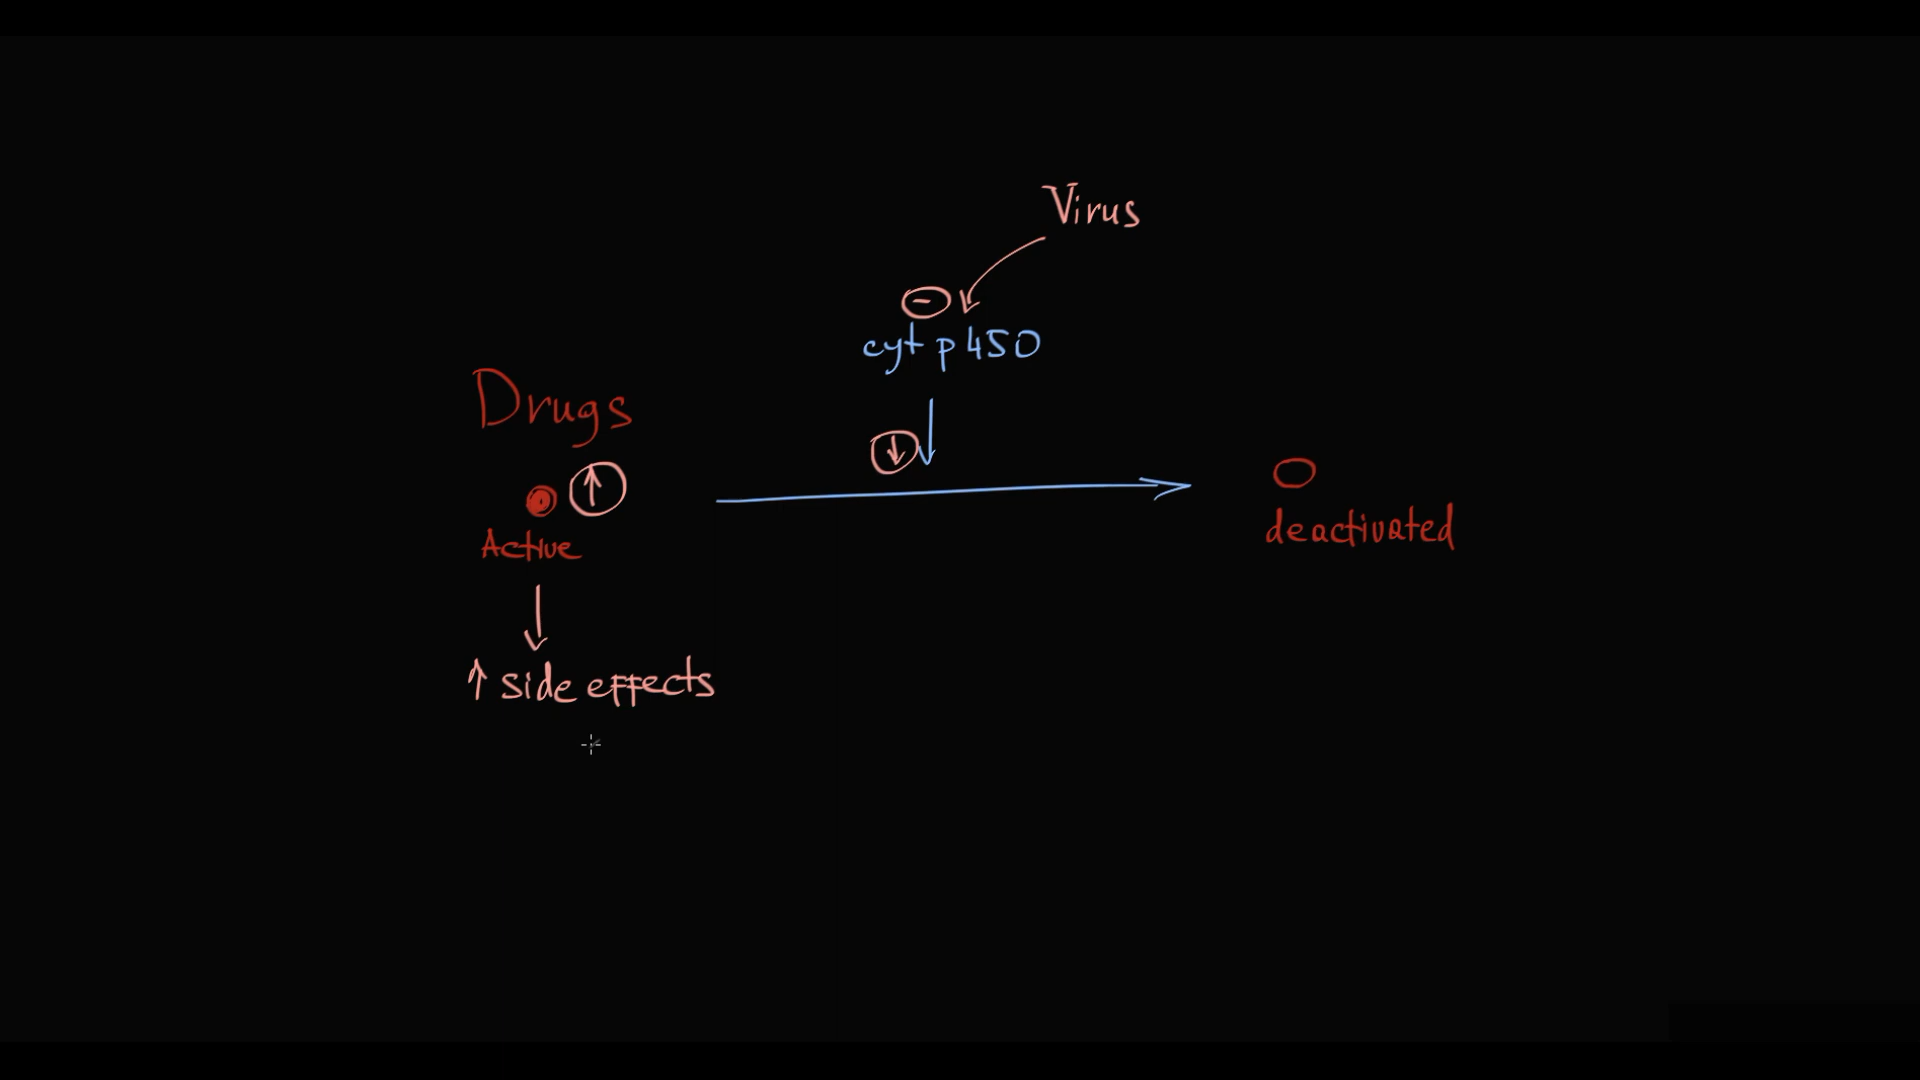 Virus
cyt p450
Drugs
Active
deactivated
↑ side effects